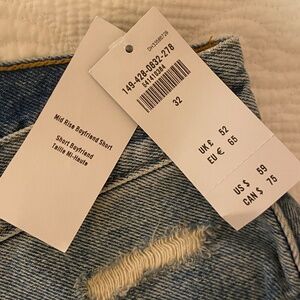 Mid Rise Boyfriend Short
Short Boyfriend
Taille Mi-Haute
149-428-0832-278
32
UK £ 52
EU € 65
US $ 59
CAN $ 75